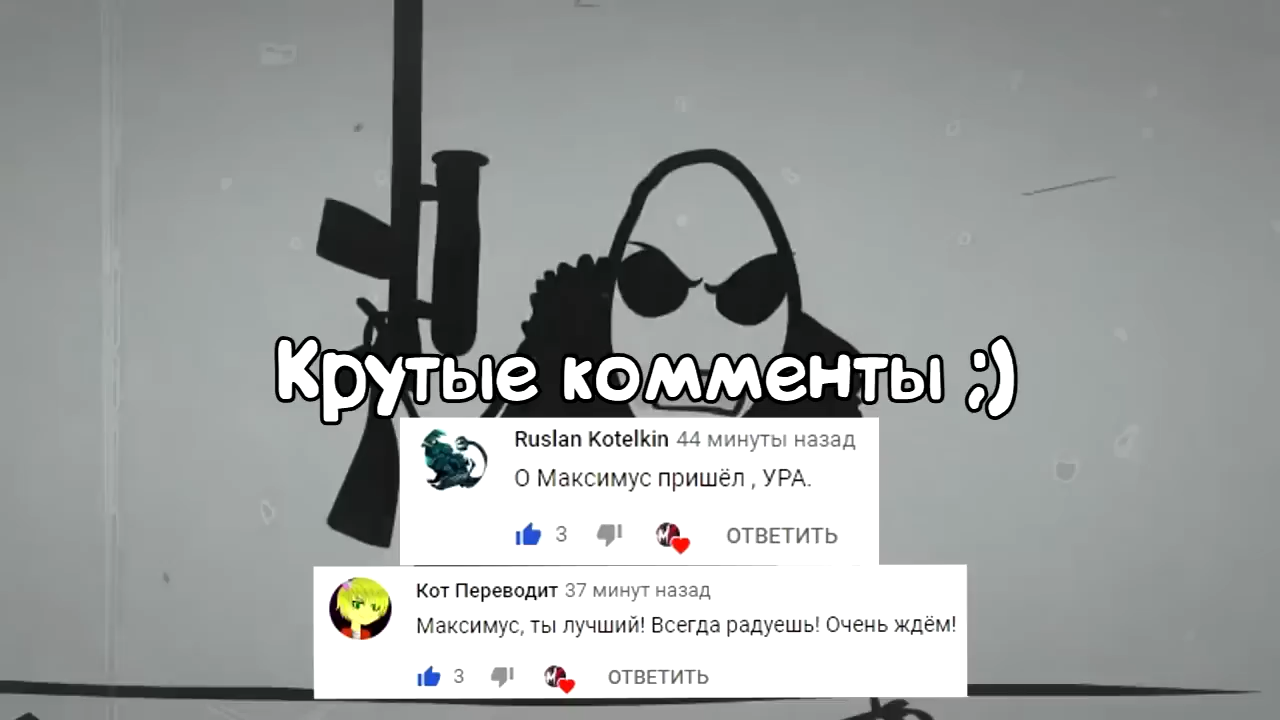 Крутые комменты ;)
Ruslan Kotelkin 44 минуты назад
О Максимус пришёл , УРА.
3 ОТВЕТИТЬ
Кот Переводит 37 минут назад
Максимус, ты лучший! Всегда радуешь! Очень ждём!
3 ОТВЕТИТЬ